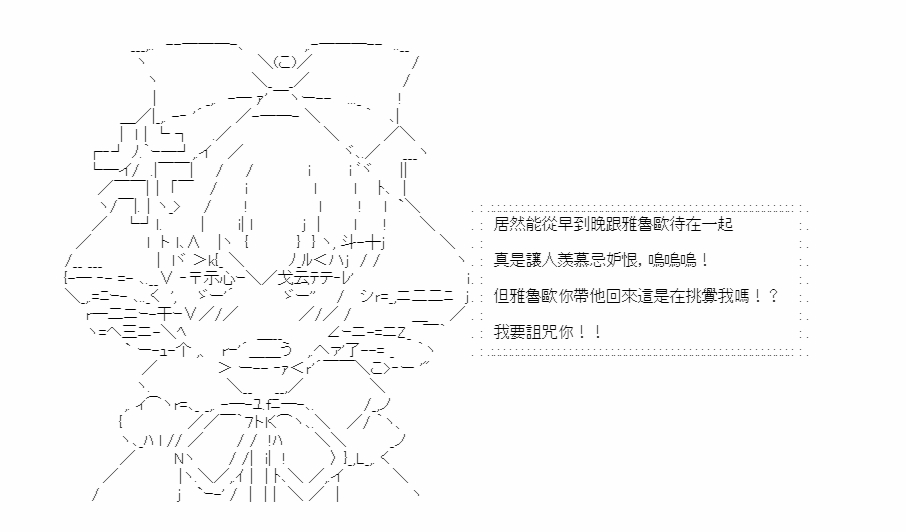 居然能從早到晚跟雅魯歐待在一起
真是讓人羨慕忌妒恨，嗚嗚嗚！
但雅魯歐你帶他回來這是在挑釁我嗎！？
我要詛咒你！！